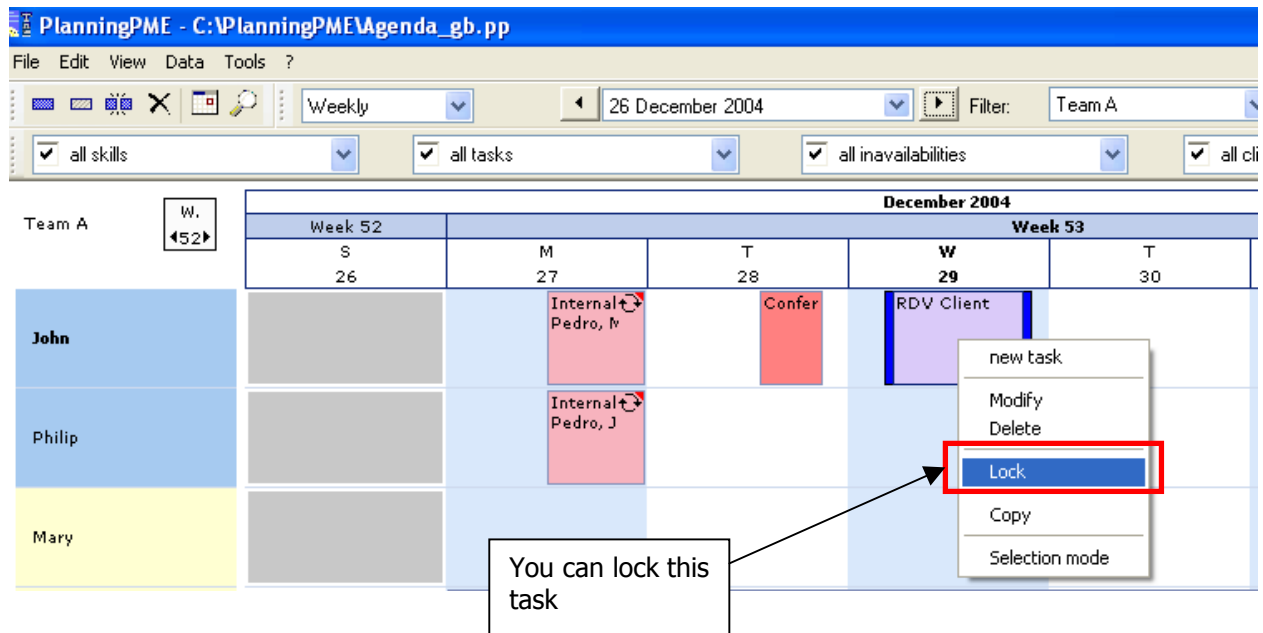 PlanningPME - C:\PlanningPME\Agenda_gb.pp
File Edit View Data Tools ?
Weekly 26 December 2004 Filter: Team A
all skills all tasks all inavailabilities all cli
Team A W. 52
December 2004
Week 52 Week 53
S M T W T
26 27 28 29 30
John
Internal
Pedro, M
Confer
RDV Client
Philip
Internal
Pedro, J
Mary
new task
Modify
Delete
Lock
Copy
Selection mode
You can lock this
task